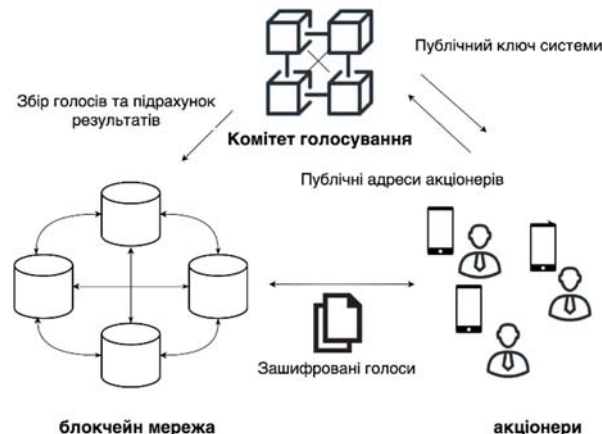 Публічний ключ системи
Збір голосів та підрахунок
результатів
Комітет голосування
Публічні адреси акціонерів
Зашифровані голоси
блокчейн мережа
акціонери